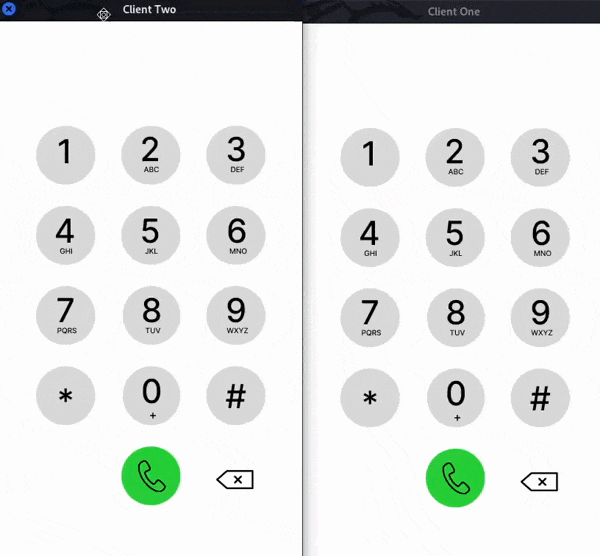 Client Two
1 2 3
ABC DEF
4 5 6
GHI JKL MNO
7 8 9
PQRS TUV WXYZ
* 0 #
+
Client One
1 2 3
ABC DEF
4 5 6
GHI JKL MNO
7 8 9
PQRS TUV WXYZ
* 0 #
+